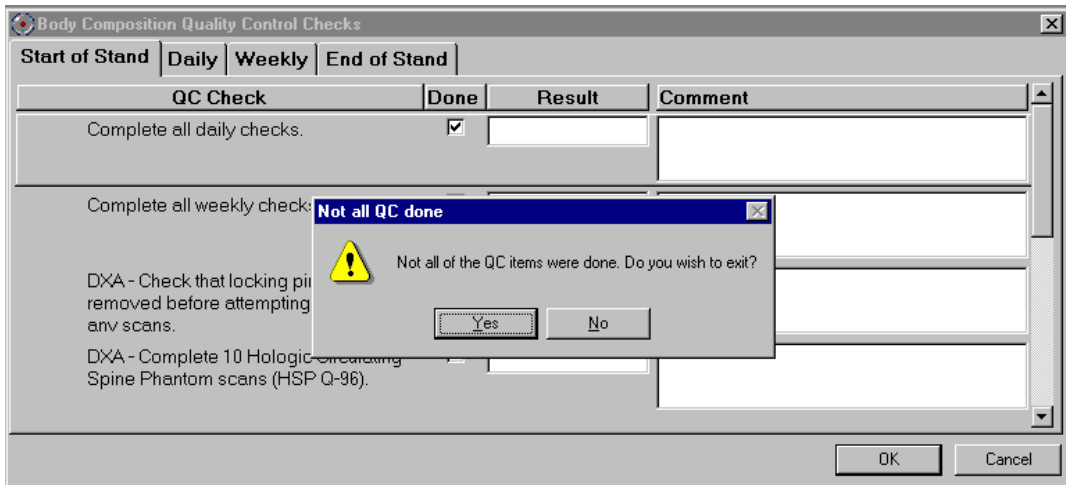 Body Composition Quality Control Checks
Start of Stand Daily Weekly End of Stand
QC Check Done Result Comment
Complete all daily checks.
Complete all weekly check
Not all QC done
Not all of the QC items were done. Do you wish to exit?
Yes No
DXA - Check that locking
removed before attempting
any scans.
DXA - Complete 10 Hologic
Spine Phantom scans (HSP Q-96).
OK Cancel